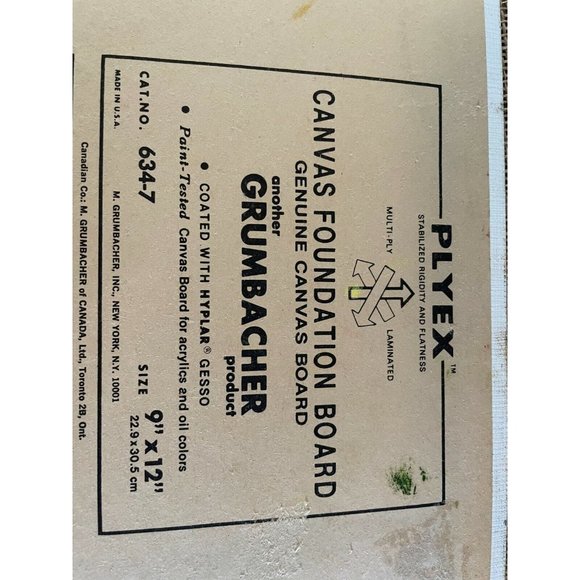 PLYEX™
STABILIZED RIGIDITY AND FLATNESS
MULTI-PLY LAMINATED
CANVAS FOUNDATION BOARD
GENUINE CANVAS BOARD
another
GRUMBACHER
product
• COATED WITH HYPLAR® GESSO
• Paint-Tested Canvas Board for acrylics and oil colors
CAT.NO. 634-7 SIZE 9" x 12"
22.9 x 30.5 cm
MADE IN U.S.A. M. GRUMBACHER, INC., NEW YORK, N.Y. 10001
Canadian Co.: M. GRUMBACHER of CANADA, Ltd., Toronto 2B, Ont.